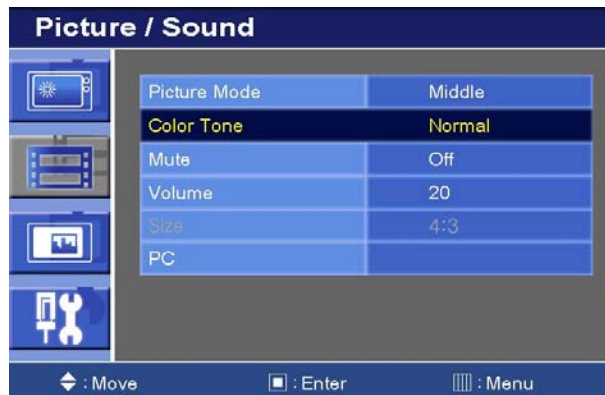 Picture / Sound
Picture Mode Middle
Color Tone Normal
Mute Off
Volume 20
Size 4:3
PC
: Move : Enter : Menu